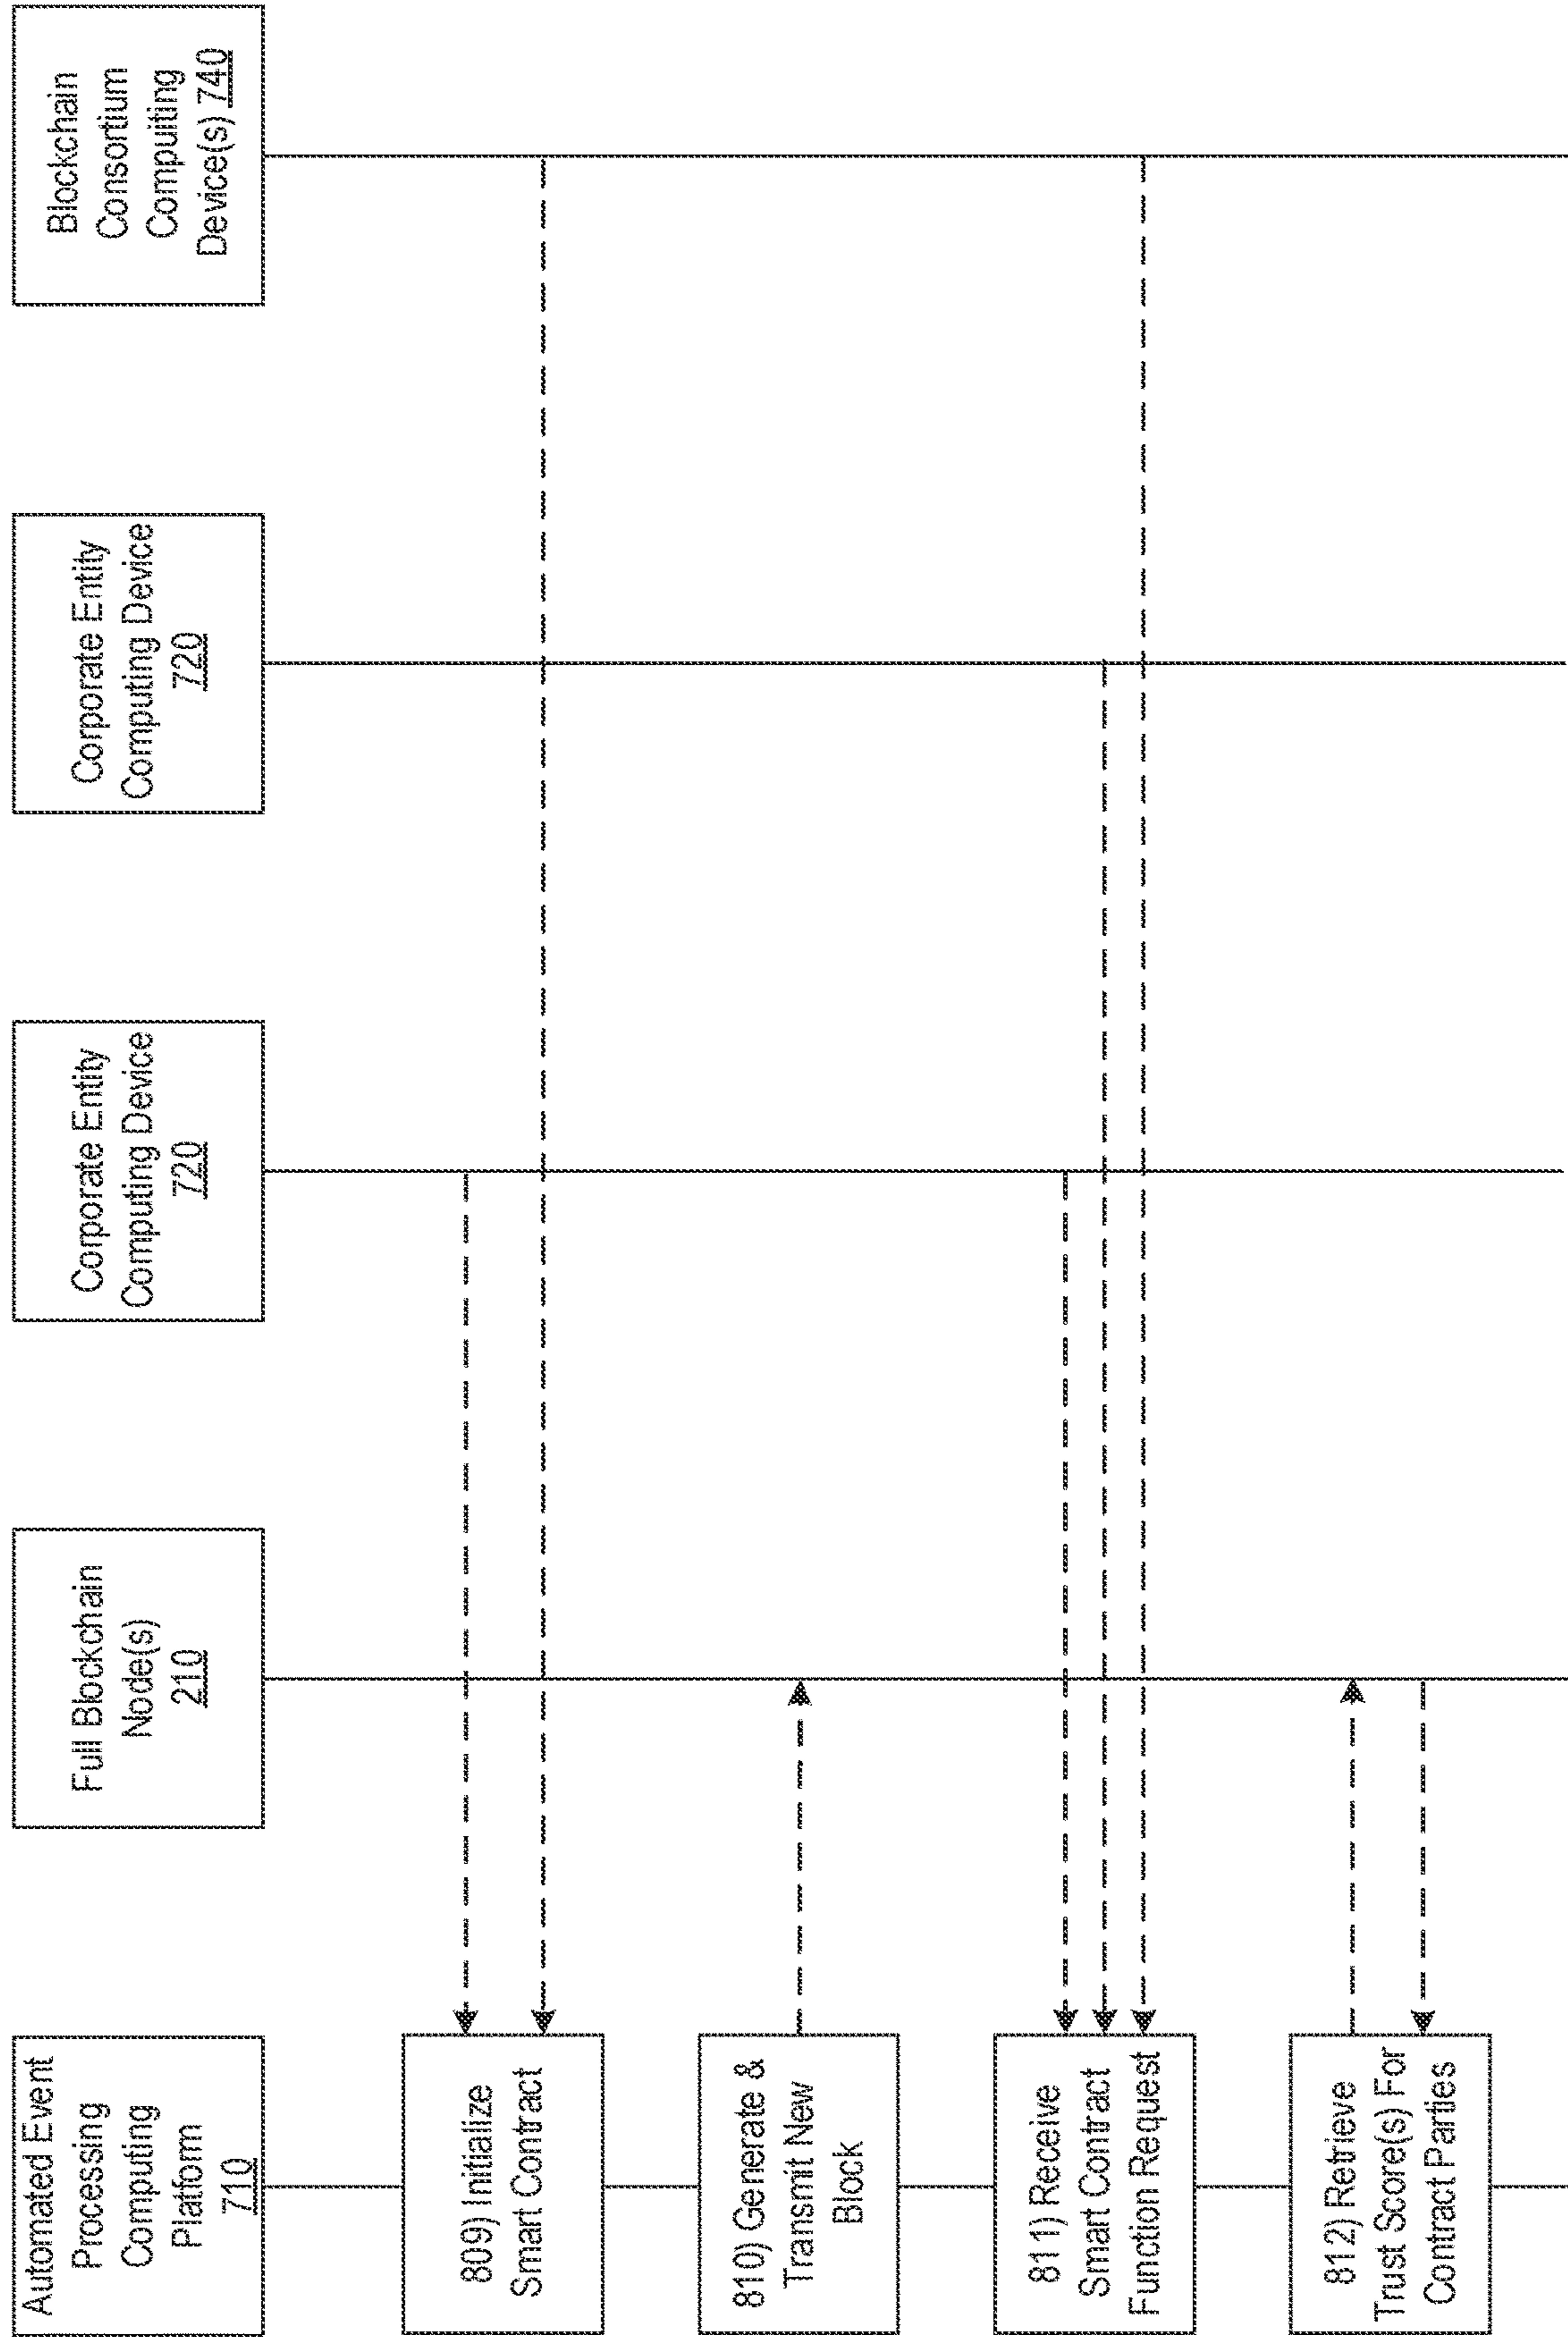 Automated Event
Processing
Computing
Platform
710
Full Blockchain
Node(s)
210
Corporate Entity
Computing Device
720
Corporate Entity
Computing Device
720
Blockchain
Consortium
Compuiting
Device(s) 740
809) Initialize
Smart Contract
810) Generate &
Transmit New
Block
811) Receive
Smart Contract
Function Request
812) Retrieve
Trust Score(s) For
Contract Parties